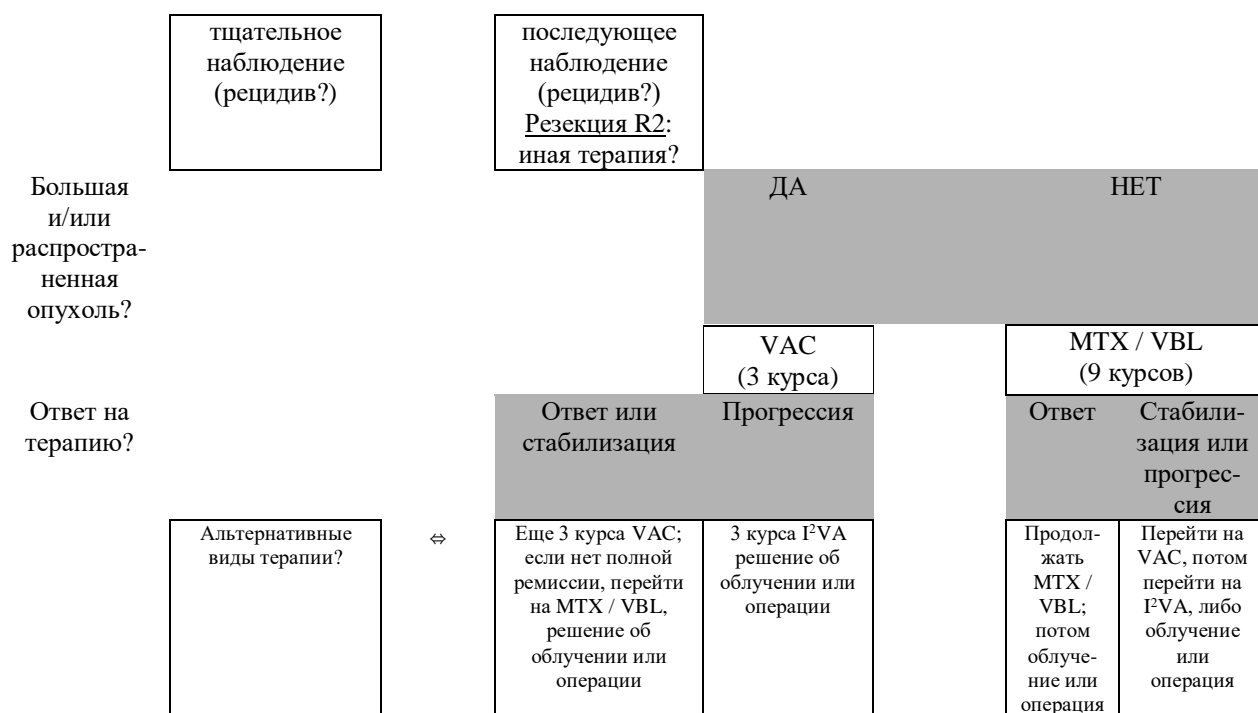 тщательное
наблюдение
(рецидив?)
последующее
наблюдение
(рецидив?)
Резекция R2:
иная терапия?
Большая
и/или
распростра-
ненная
опухоль?
ДА
НЕТ
VAC
(3 курса)
MTX / VBL
(9 курсов)
Ответ на
терапию?
Ответ или
стабилизация
Прогрессия
Ответ
Стабили-
зация или
прогрес-
сия
Альтернативные
виды терапии?
⇔
Еще 3 курса VAC;
если нет полной
ремиссии, перейти
на MTX / VBL,
решение об
облучении или
операции
3 курса I²VA
решение об
облучении или
операции
Продол-
жать
MTX /
VBL;
потом
облуче-
ние или
операция
Перейти на
VAC, потом
перейти на
I²VA, либо
облучение
или
операция